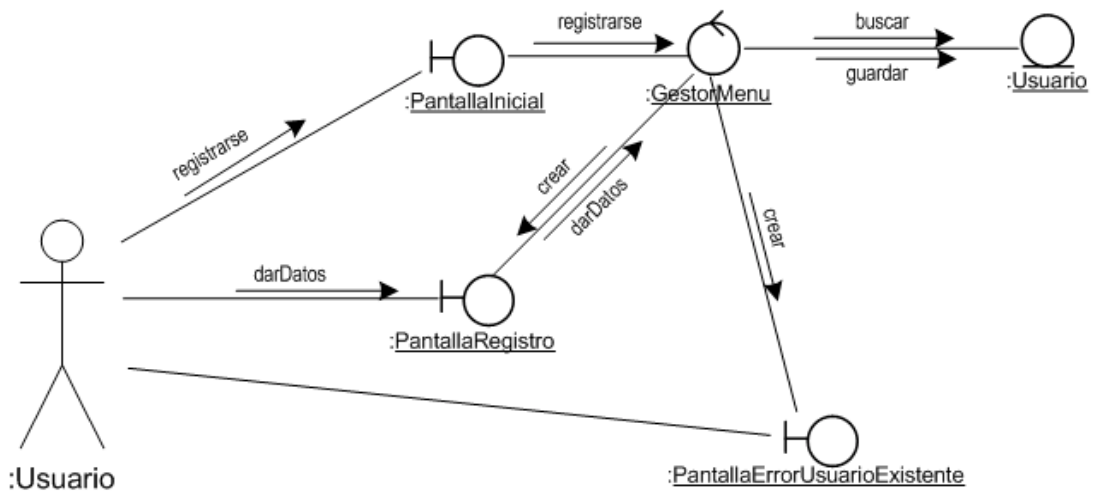 registrarse
buscar
guardar
:PantallaInicial
:GestorMenu
:Usuario
registrarse
crear
darDatos
crear
darDatos
:PantallaRegistro
:PantallaErrorUsuarioExistente
:Usuario